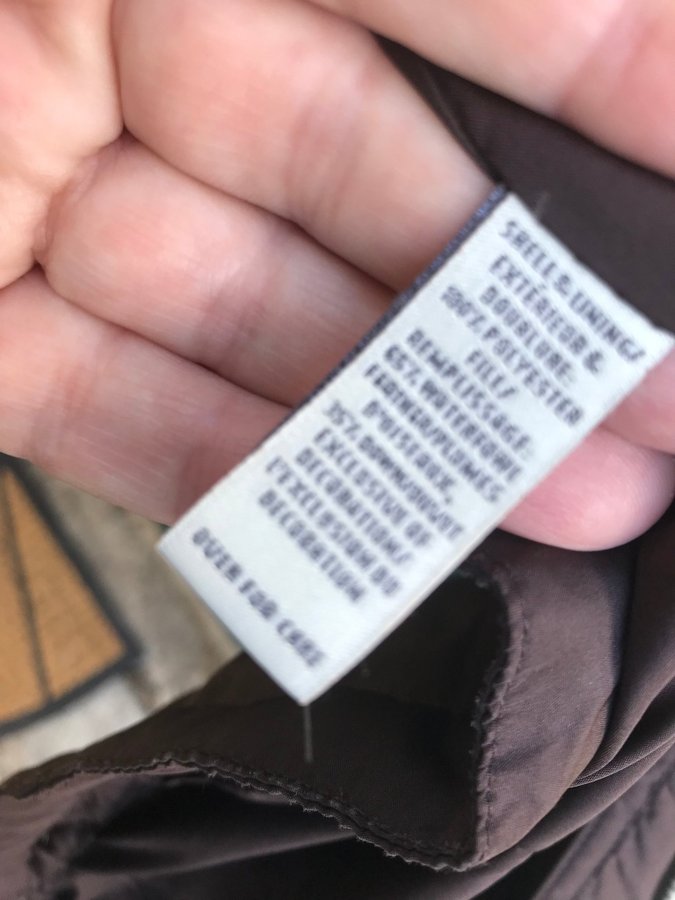 SHELL & LINING/
EXTÉRIEUR &
DOUBLURE:
100% POLYESTER
FILL/
REMPLISSAGE:
65% WATERFOWL
FEATHER/PLUMES
D'OISEAUX,
35% DOWN/DUVET
EXCLUSIVE OF
DECORATION/
L'EXCLUSION DU
DECORATION
OVER FOR CARE